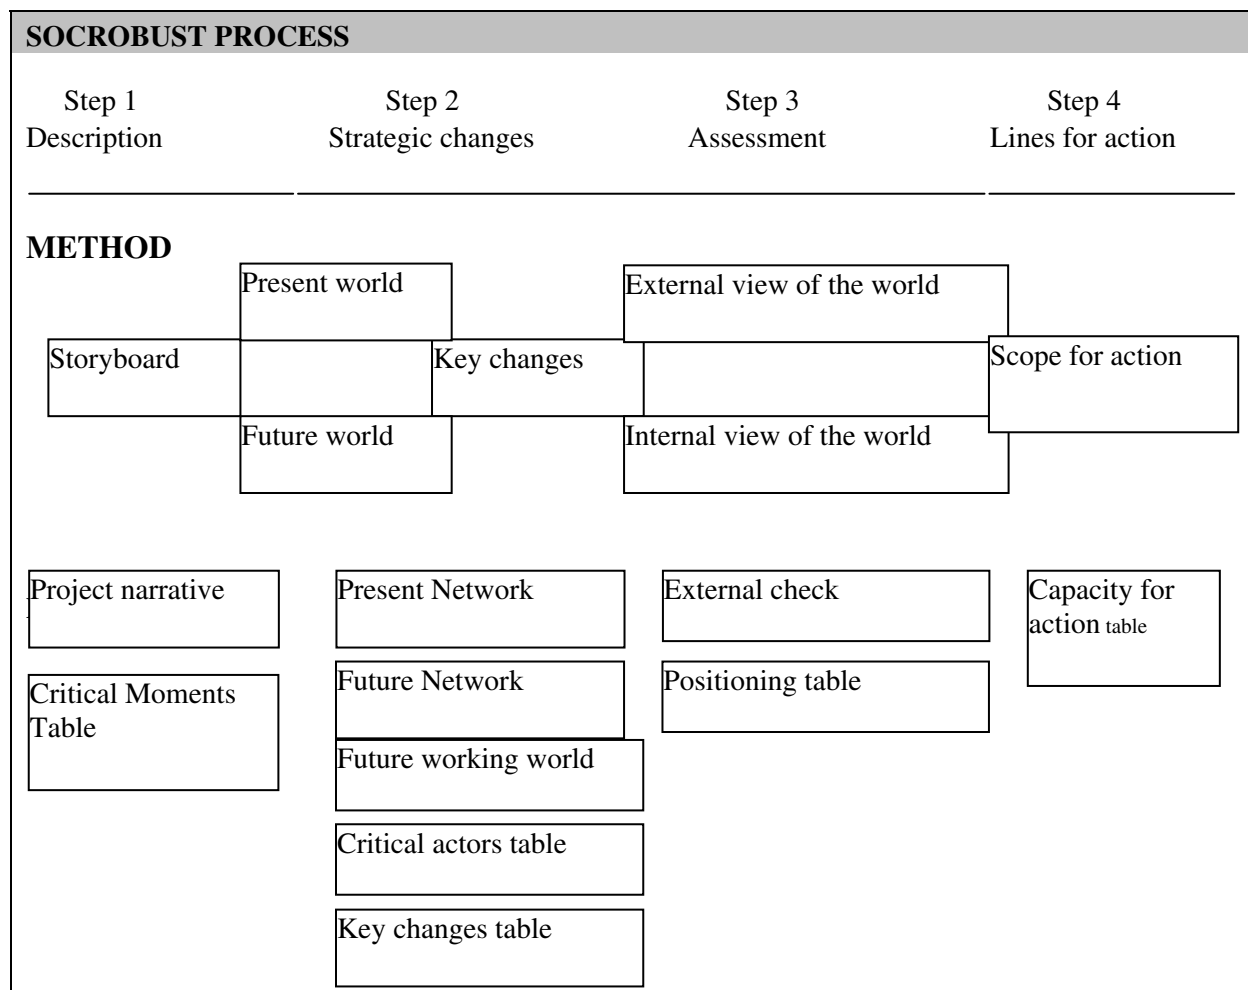 SOCROBUST PROCESS
Step 1
Step 2
Step 3
Step 4
Description
Strategic changes
Assessment
Lines for action
METHOD
Present world
External view of the world
Storyboard
Key changes
Scope for action
Future world
Internal view of the world
Project narrative
Present Network
External check
Capacity for
action table
Critical Moments
Table
Future Network
Positioning table
Future working world
Critical actors table
Key changes table